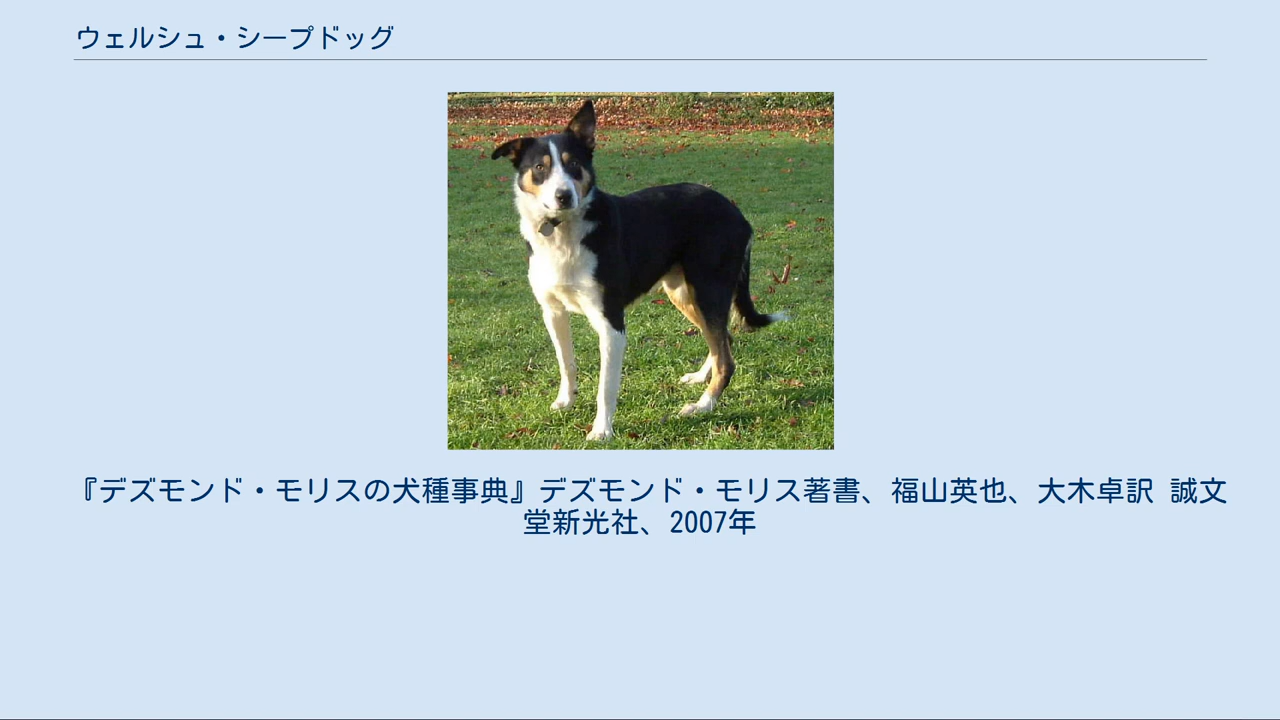 ウェルシュ・シープドッグ
『デズモンド・モリスの犬種事典』デズモンド・モリス著書、福山英也、大木卓訳 誠文
堂新光社、2007年